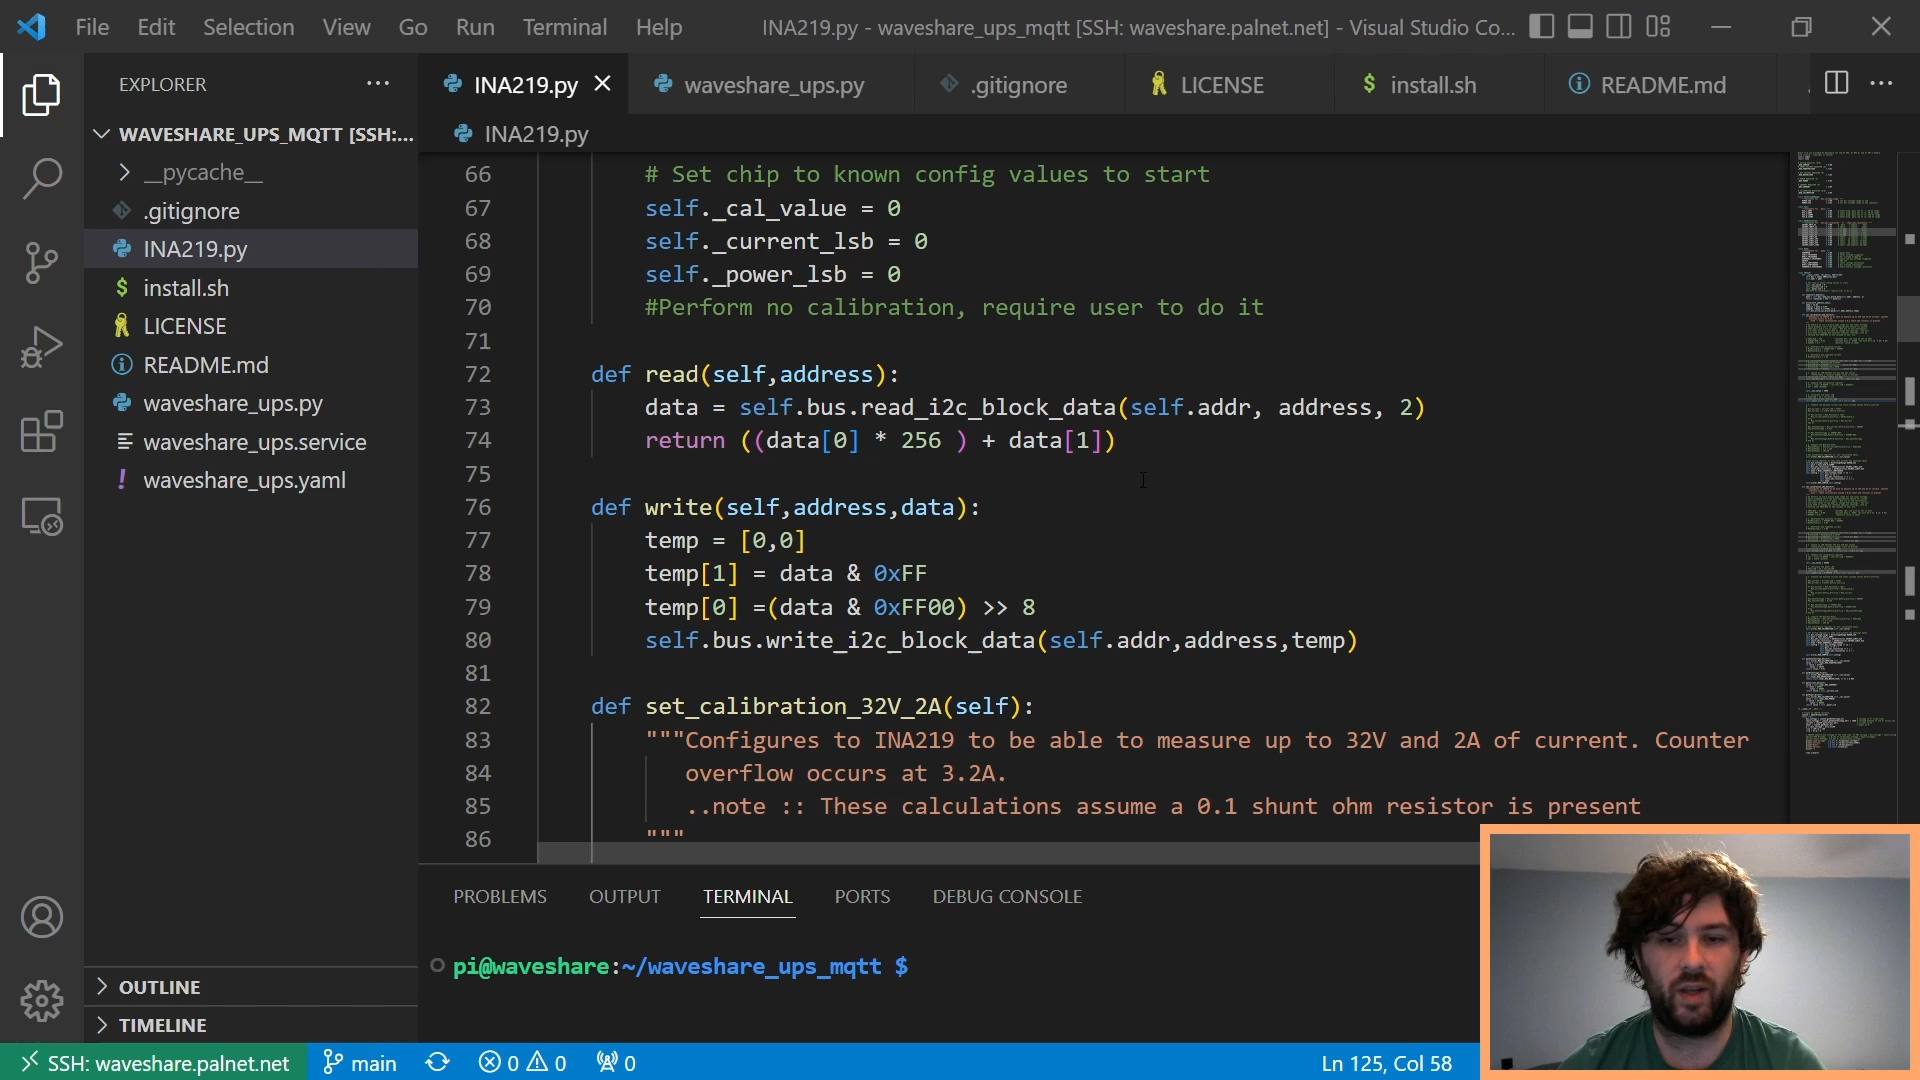 File Edit Selection View Go Run Terminal Help INA219.py - waveshare_ups_mqtt [SSH: waveshare.palnet.net] - Visual Studio Co...
EXPLORER
INA219.py waveshare_ups.py .gitignore LICENSE $ install.sh README.md
WAVESHARE_UPS_MQTT [SSH:...
__pycache__
.gitignore
INA219.py
$ install.sh
LICENSE
README.md
waveshare_ups.py
waveshare_ups.service
! waveshare_ups.yaml
OUTLINE
TIMELINE
INA219.py
66 # Set chip to known config values to start
67 self._cal_value = 0
68 self._current_lsb = 0
69 self._power_lsb = 0
70 #Perform no calibration, require user to do it
71
72 def read(self,address):
73 data = self.bus.read_i2c_block_data(self.addr, address, 2)
74 return ((data[0] * 256 ) + data[1])
75
76 def write(self,address,data):
77 temp = [0,0]
78 temp[1] = data & 0xFF
79 temp[0] =(data & 0xFF00) >> 8
80 self.bus.write_i2c_block_data(self.addr,address,temp)
81
82 def set_calibration_32V_2A(self):
83 """Configures to INA219 to be able to measure up to 32V and 2A of current. Counter
84 overflow occurs at 3.2A.
85 ..note :: These calculations assume a 0.1 shunt ohm resistor is present
86 """
PROBLEMS OUTPUT TERMINAL PORTS DEBUG CONSOLE
pi@waveshare:~/waveshare_ups_mqtt $
SSH: waveshare.palnet.net main 0 0 0 Ln 125, Col 58